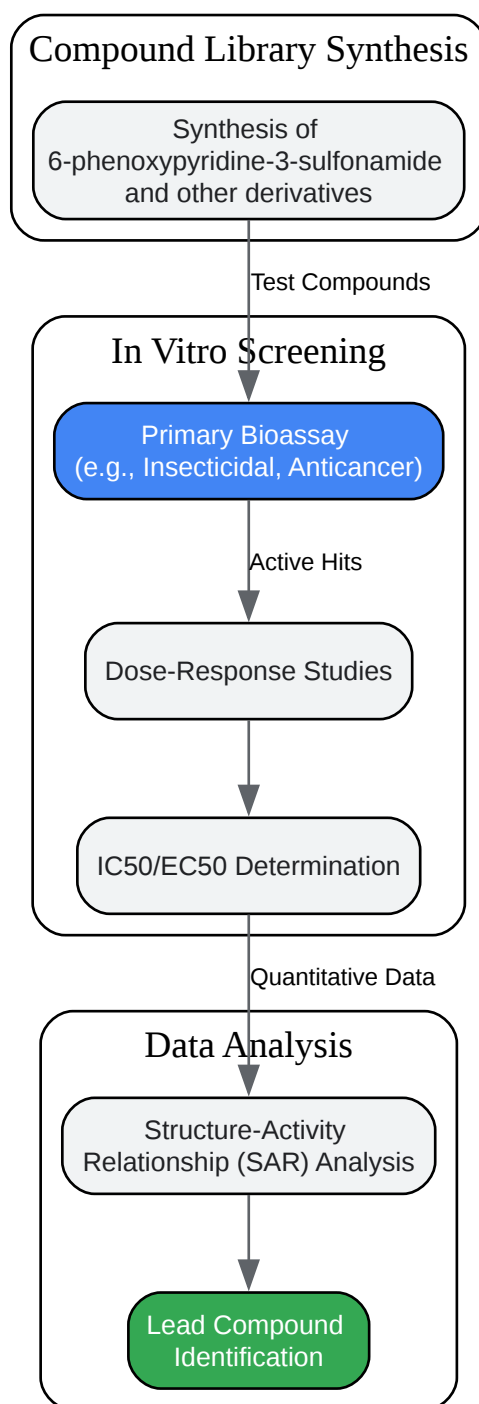 Compound Library Synthesis
Synthesis of
6-phenoxypyridine-3-sulfonamide
and other derivatives
Test Compounds
In Vitro Screening
Primary Bioassay
(e.g., Insecticidal, Anticancer)
Active Hits
Dose-Response Studies
IC50/EC50 Determination
Quantitative Data
Data Analysis
Structure-Activity
Relationship (SAR) Analysis
Lead Compound
Identification